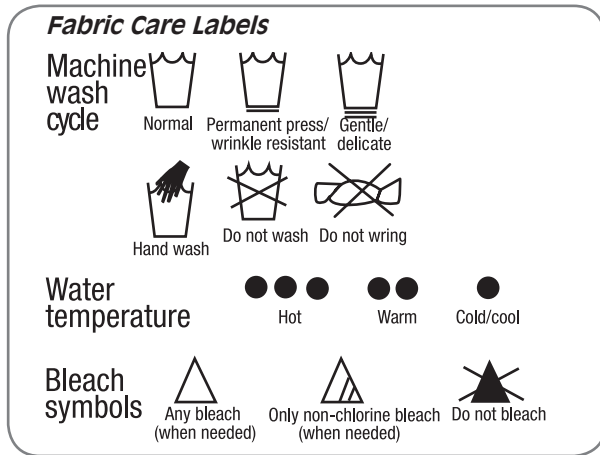 Fabric Care Labels
Machine
wash
cycle
Normal
Permanent press/
wrinkle resistant
Gentle/
delicate
Hand wash
Do not wash
Do not wring
Water
temperature
Hot
Warm
Cold/cool
Bleach
symbols
Any bleach
(when needed)
Only non-chlorine bleach
(when needed)
Do not bleach